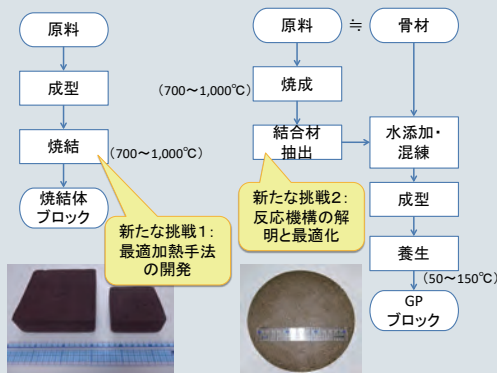 原料
成型
焼結
(700～1,000℃)
焼結体
ブロック
新たな挑戦1：
最適加熱手法
の開発
原料
≒
骨材
(700～1,000℃)
焼成
結合材
抽出
水添加・
混練
新たな挑戦2：
反応機構の解
明と最適化
成型
養生
(50～150℃)
GP
ブロック